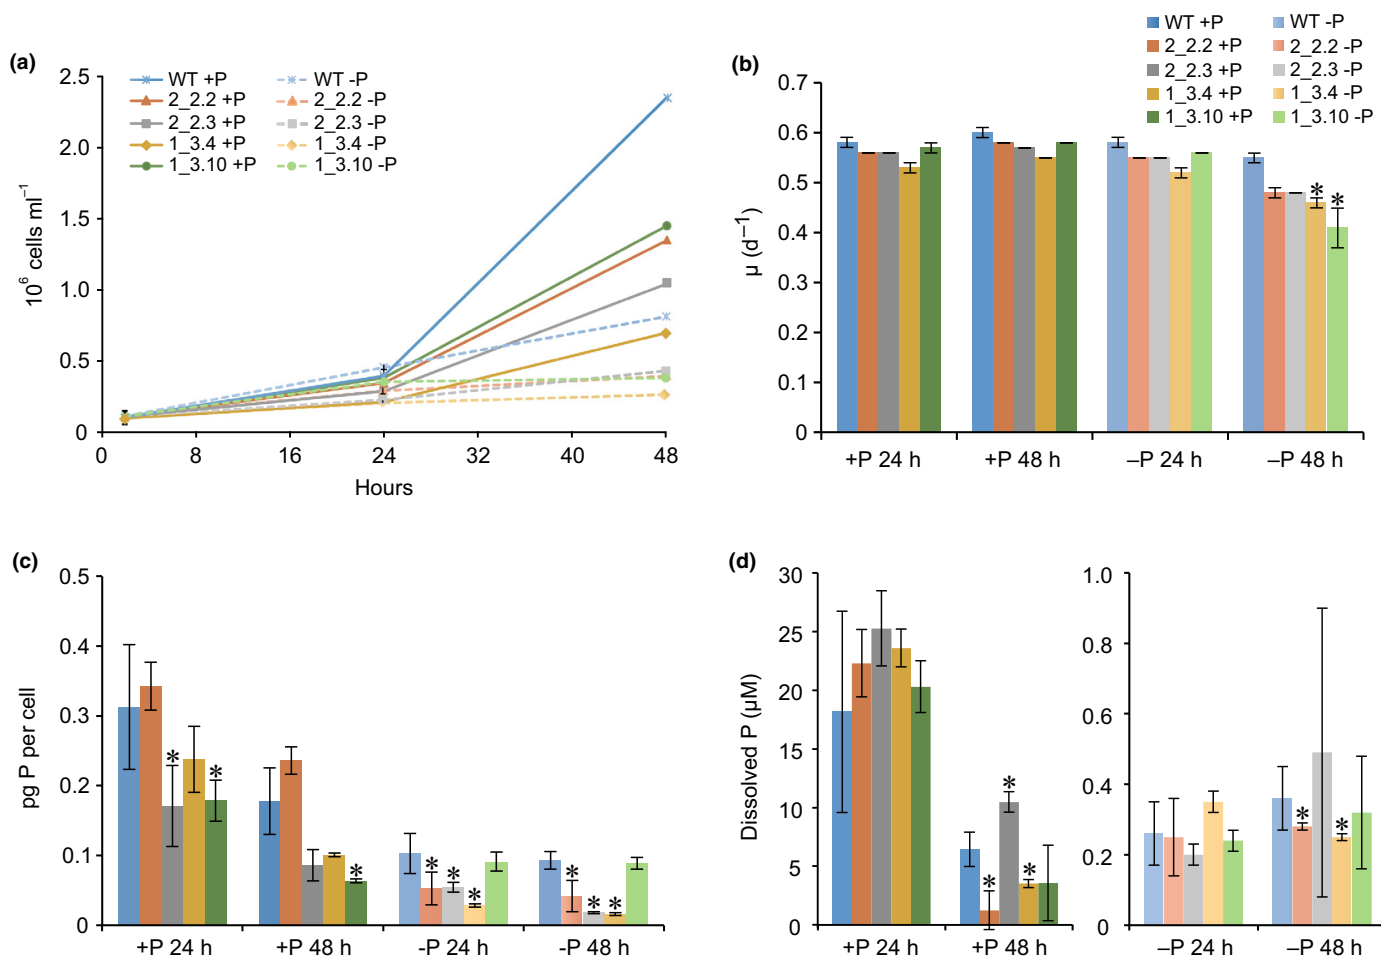 (a)
WT +P
WT -P
2_2.2 +P
2_2.2 -P
2_2.3 +P
2_2.3 -P
1_3.4 +P
1_3.4 -P
1_3.10 +P
1_3.10 -P
10⁶ cells ml⁻¹
2.5
2.0
1.5
1.0
0.5
0
0 8 16 24 32 40 48
Hours
(b)
WT +P
WT -P
2_2.2 +P
2_2.2 -P
2_2.3 +P
2_2.3 -P
1_3.4 +P
1_3.4 -P
1_3.10 +P
1_3.10 -P
µ (d⁻¹)
0.7
0.6
0.5
0.4
0.3
0.2
0.1
0
* *
+P 24 h +P 48 h –P 24 h –P 48 h
(c)
pg P per cell
0.5
0.4
0.3
0.2
0.1
0
* * * * * * * * *
+P 24 h +P 48 h -P 24 h -P 48 h
(d)
Dissolved P (µM)
30
25
20
15
10
5
0
* * *
+P 24 h +P 48 h
1.0
0.8
0.6
0.4
0.2
0
* *
–P 24 h –P 48 h